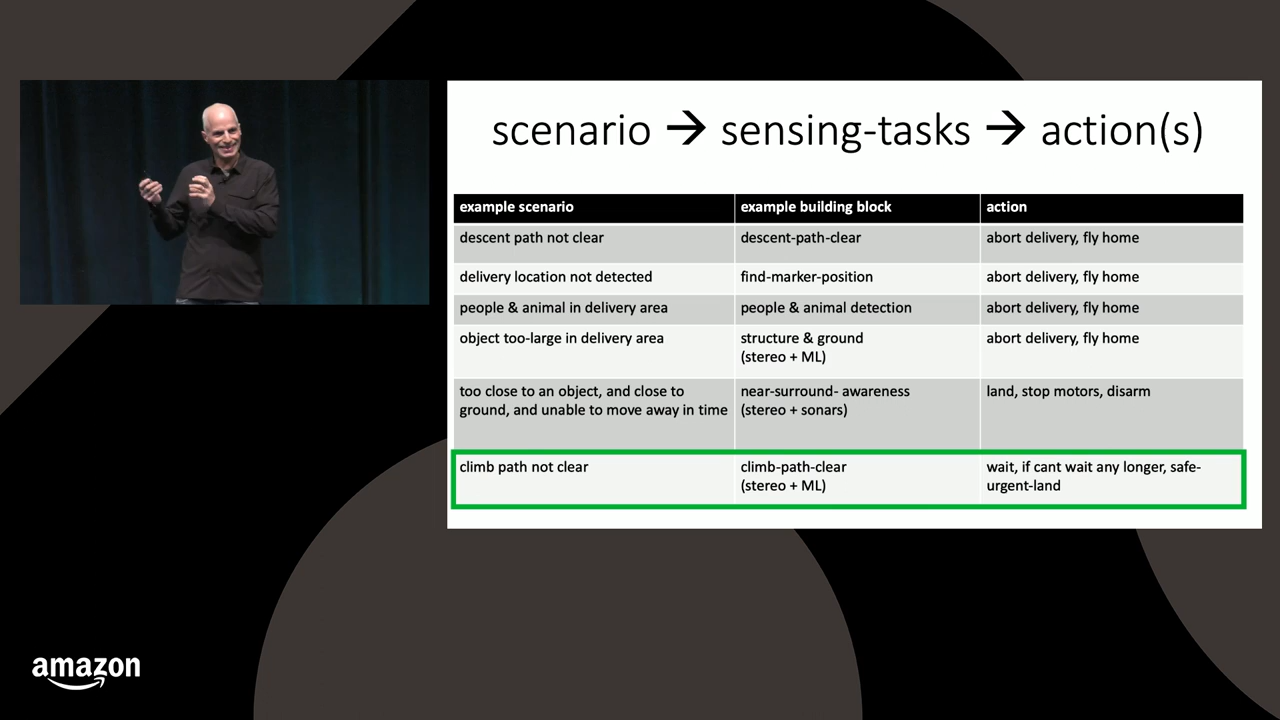 scenario → sensing-tasks → action(s)
example scenario
example building block
action
descent path not clear
descent-path-clear
abort delivery, fly home
delivery location not detected
find-marker-position
abort delivery, fly home
people & animal in delivery area
people & animal detection
abort delivery, fly home
object too-large in delivery area
structure & ground
(stereo + ML)
abort delivery, fly home
too close to an object, and close to
ground, and unable to move away in time
near-surround- awareness
(stereo + sonars)
land, stop motors, disarm
climb path not clear
climb-path-clear
(stereo + ML)
wait, if cant wait any longer, safe-
urgent-land
amazon